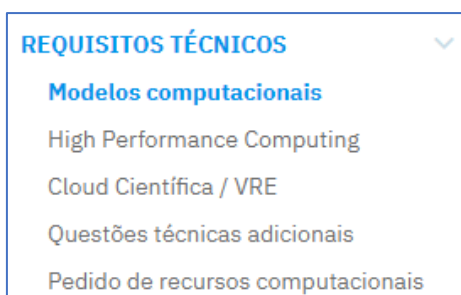 REQUISITOS TÉCNICOS
Modelos computacionais
High Performance Computing
Cloud Científica / VRE
Questões técnicas adicionais
Pedido de recursos computacionais